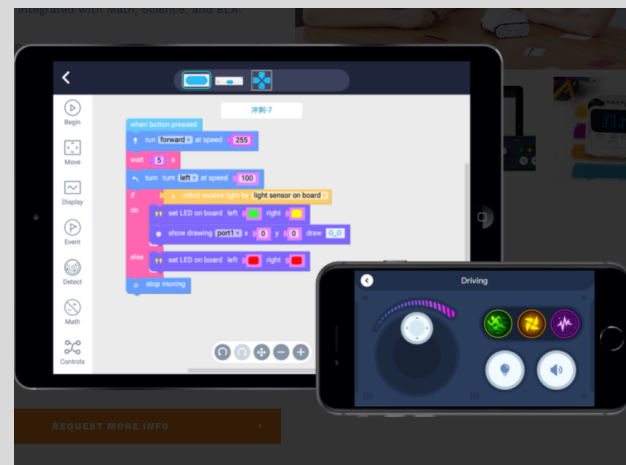 integrated with Math, Science, and ELA.
冲刺-7
Begin
Move
Display
Event
Detect
Math
Controls
when button pressed
run forward at speed 255
wait 5 s
turn turn left at speed 100
if robot receive light by light sensor on board
do set LED on board left right
show drawing port1 x 0 y 0 draw
else set LED on board left right
stop moving
Driving
REQUEST MORE INFO